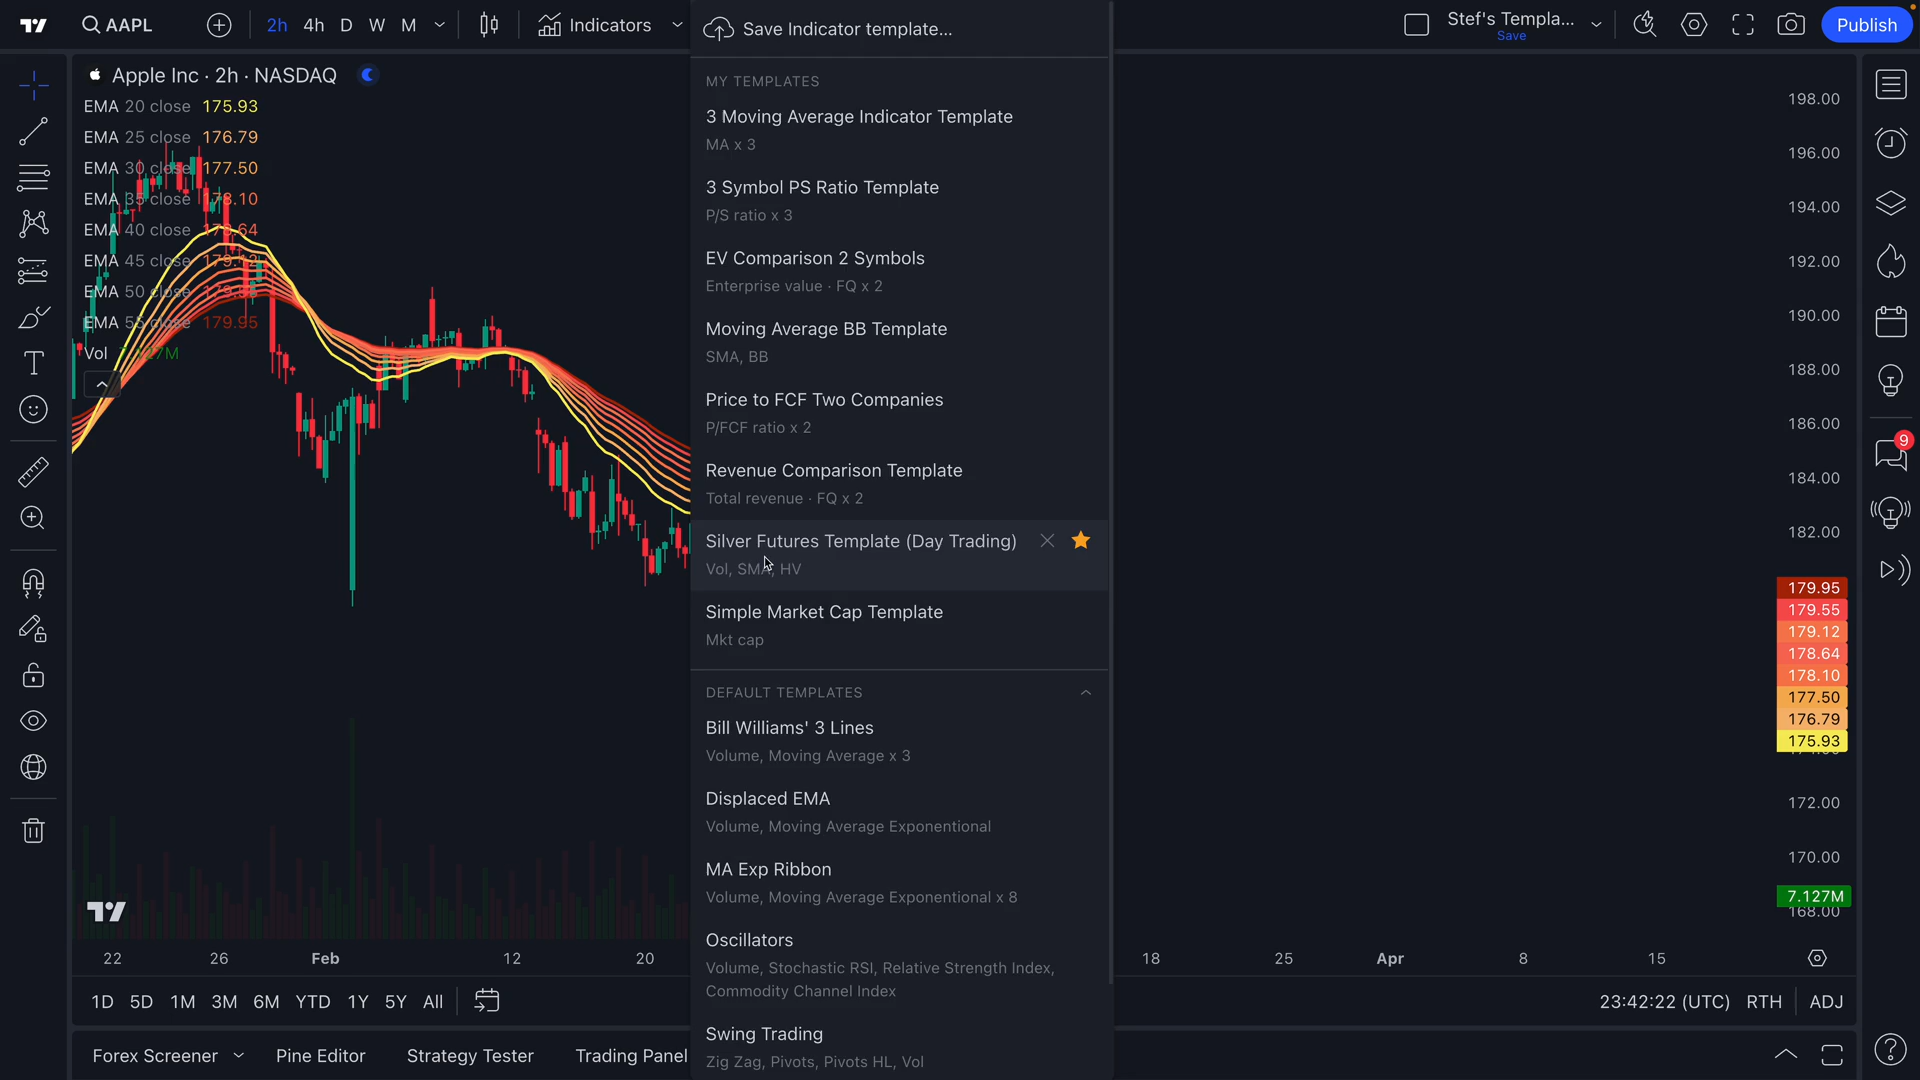 AAPL
2h 4h D W M
Indicators
Save Indicator template...
Stef's Templa...
Save
Publish
Apple Inc · 2h · NASDAQ
EMA 20 close 175.93
EMA 25 close 176.79
EMA 30 close 177.50
EMA 35 close 178.10
EMA 40 close 178.64
EMA 45 close 179.12
EMA 50 close 179.55
EMA 55 close 179.95
Vol 7.127M
MY TEMPLATES
3 Moving Average Indicator Template
MA x 3
3 Symbol PS Ratio Template
P/S ratio x 3
EV Comparison 2 Symbols
Enterprise value · FQ x 2
Moving Average BB Template
SMA, BB
Price to FCF Two Companies
P/FCF ratio x 2
Revenue Comparison Template
Total revenue · FQ x 2
Silver Futures Template (Day Trading)
Vol, SMA, HV
Simple Market Cap Template
Mkt cap
DEFAULT TEMPLATES
Bill Williams' 3 Lines
Volume, Moving Average x 3
Displaced EMA
Volume, Moving Average Exponential
MA Exp Ribbon
Volume, Moving Average Exponential x 8
Oscillators
Volume, Stochastic RSI, Relative Strength Index,
Commodity Channel Index
Swing Trading
Zig Zag, Pivots, Pivots HL, Vol
198.00
196.00
194.00
192.00
190.00
188.00
186.00
184.00
182.00
179.95
179.55
179.12
178.64
178.10
177.50
176.79
175.93
172.00
170.00
7.127M
168.00
9
22 26 Feb 12 20 18 25 Apr 8 15
1D 5D 1M 3M 6M YTD 1Y 5Y All
23:42:22 (UTC) RTH ADJ
Forex Screener Pine Editor Strategy Tester Trading Panel